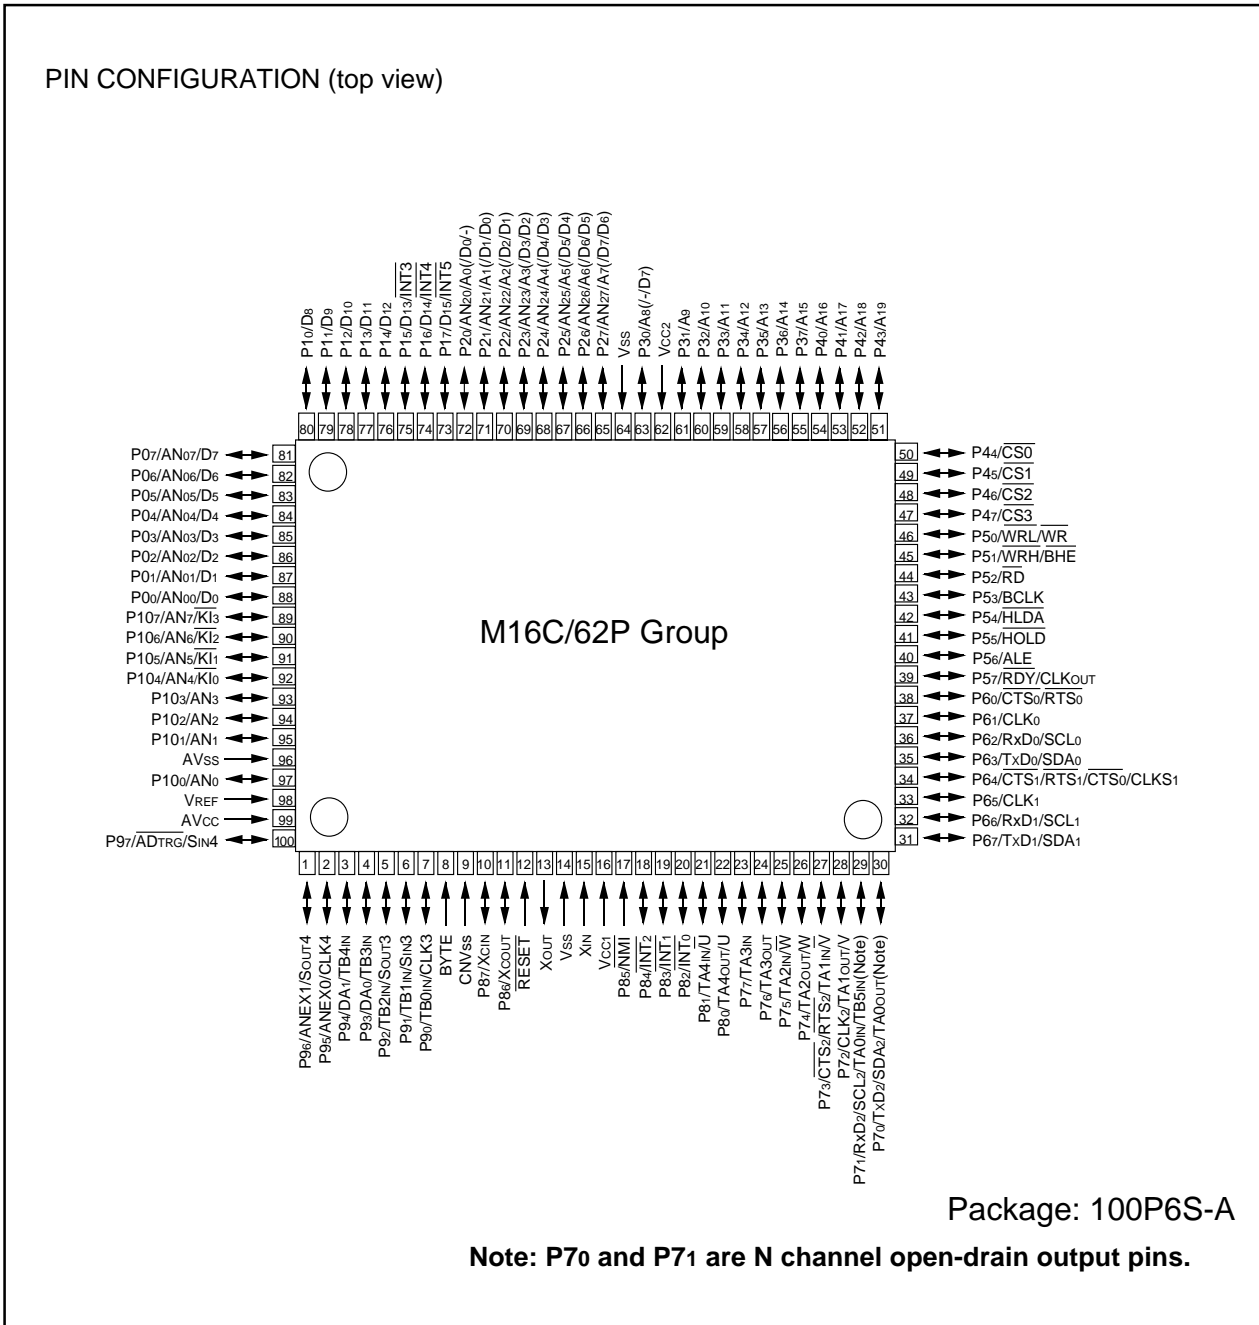 PIN CONFIGURATION (top view)
P10/D8
P11/D9
P12/D10
P13/D11
P14/D12
P15/D13/INT3
P16/D14/INT4
P17/D15/INT5
P20/AN20/A0(/D0/-)
P21/AN21/A1(/D1/D0)
P22/AN22/A2(/D2/D1)
P23/AN23/A3(/D3/D2)
P24/AN24/A4(/D4/D3)
P25/AN25/A5(/D5/D4)
P26/AN26/A6(/D6/D5)
P27/AN27/A7(/D7/D6)
Vss
P30/A8(/-/D7)
VCC2
P31/A9
P32/A10
P33/A11
P34/A12
P35/A13
P36/A14
P37/A15
P40/A16
P41/A17
P42/A18
P43/A19
80 79 78 77 76 75 74 73 72 71 70 69 68 67 66 65 64 63 62 61 60 59 58 57 56 55 54 53 52 51
P07/AN07/D7 81
P06/AN06/D6 82
P05/AN05/D5 83
P04/AN04/D4 84
P03/AN03/D3 85
P02/AN02/D2 86
P01/AN01/D1 87
P00/AN00/D0 88
P107/AN7/KI3 89
P106/AN6/KI2 90
P105/AN5/KI1 91
P104/AN4/KI0 92
P103/AN3 93
P102/AN2 94
P101/AN1 95
AVSS 96
P100/AN0 97
VREF 98
AVCC 99
P97/ADTRG/SIN4 100
M16C/62P Group
50 P44/CS0
49 P45/CS1
48 P46/CS2
47 P47/CS3
46 P50/WRL/WR
45 P51/WRH/BHE
44 P52/RD
43 P53/BCLK
42 P54/HLDA
41 P55/HOLD
40 P56/ALE
39 P57/RDY/CLKOUT
38 P60/CTS0/RTS0
37 P61/CLK0
36 P62/RxD0/SCL0
35 P63/TxD0/SDA0
34 P64/CTS1/RTS1/CTS0/CLKS1
33 P65/CLK1
32 P66/RxD1/SCL1
31 P67/TxD1/SDA1
1 2 3 4 5 6 7 8 9 10 11 12 13 14 15 16 17 18 19 20 21 22 23 24 25 26 27 28 29 30
P96/ANEX1/SOUT4
P95/ANEX0/CLK4
P94/DA1/TB4IN
P93/DA0/TB3IN
P92/TB2IN/SOUT3
P91/TB1IN/SIN3
P90/TB0IN/CLK3
BYTE
CNVss
P87/XCIN
P86/XCOUT
RESET
XOUT
VSS
XIN
VCC1
P85/NMI
P84/INT2
P83/INT1
P82/INT0
P81/TA4IN/U
P80/TA4OUT/U
P77/TA3IN
P76/TA3OUT
P75/TA2IN/W
P74/TA2OUT/W
P73/CTS2/RTS2/TA1IN/V
P72/CLK2/TA1OUT/V
P71/RxD2/SCL2/TA0IN/TB5IN(Note)
P70/TxD2/SDA2/TA0OUT(Note)
Package: 100P6S-A
Note: P70 and P71 are N channel open-drain output pins.